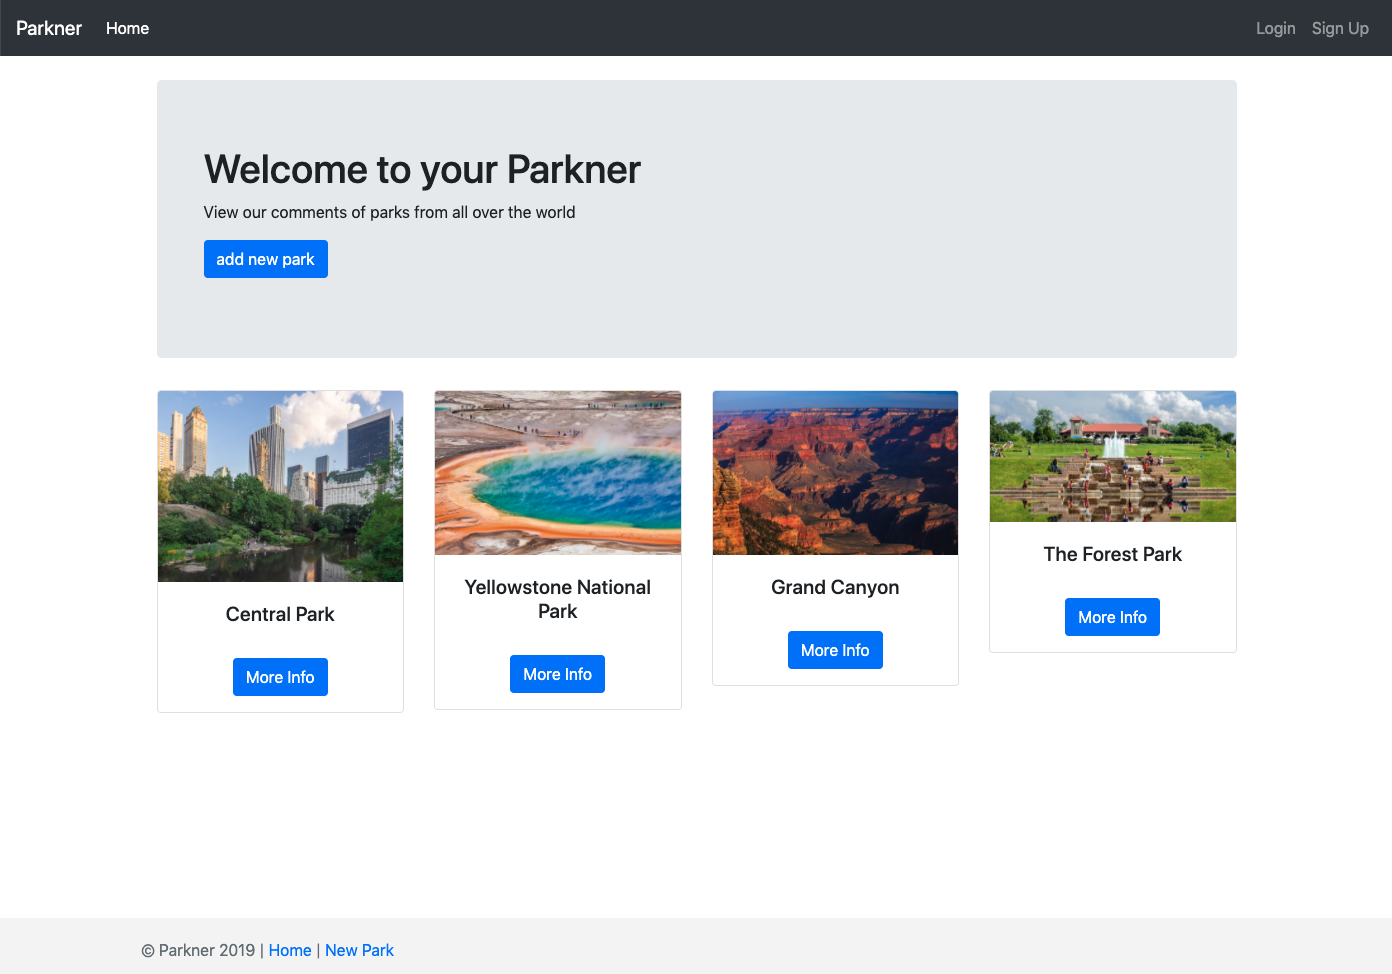 Parkner Home Login Sign Up
Welcome to your Parkner
View our comments of parks from all over the world
add new park
Central Park
More Info
Yellowstone National
Park
More Info
Grand Canyon
More Info
The Forest Park
More Info
© Parkner 2019 | Home | New Park